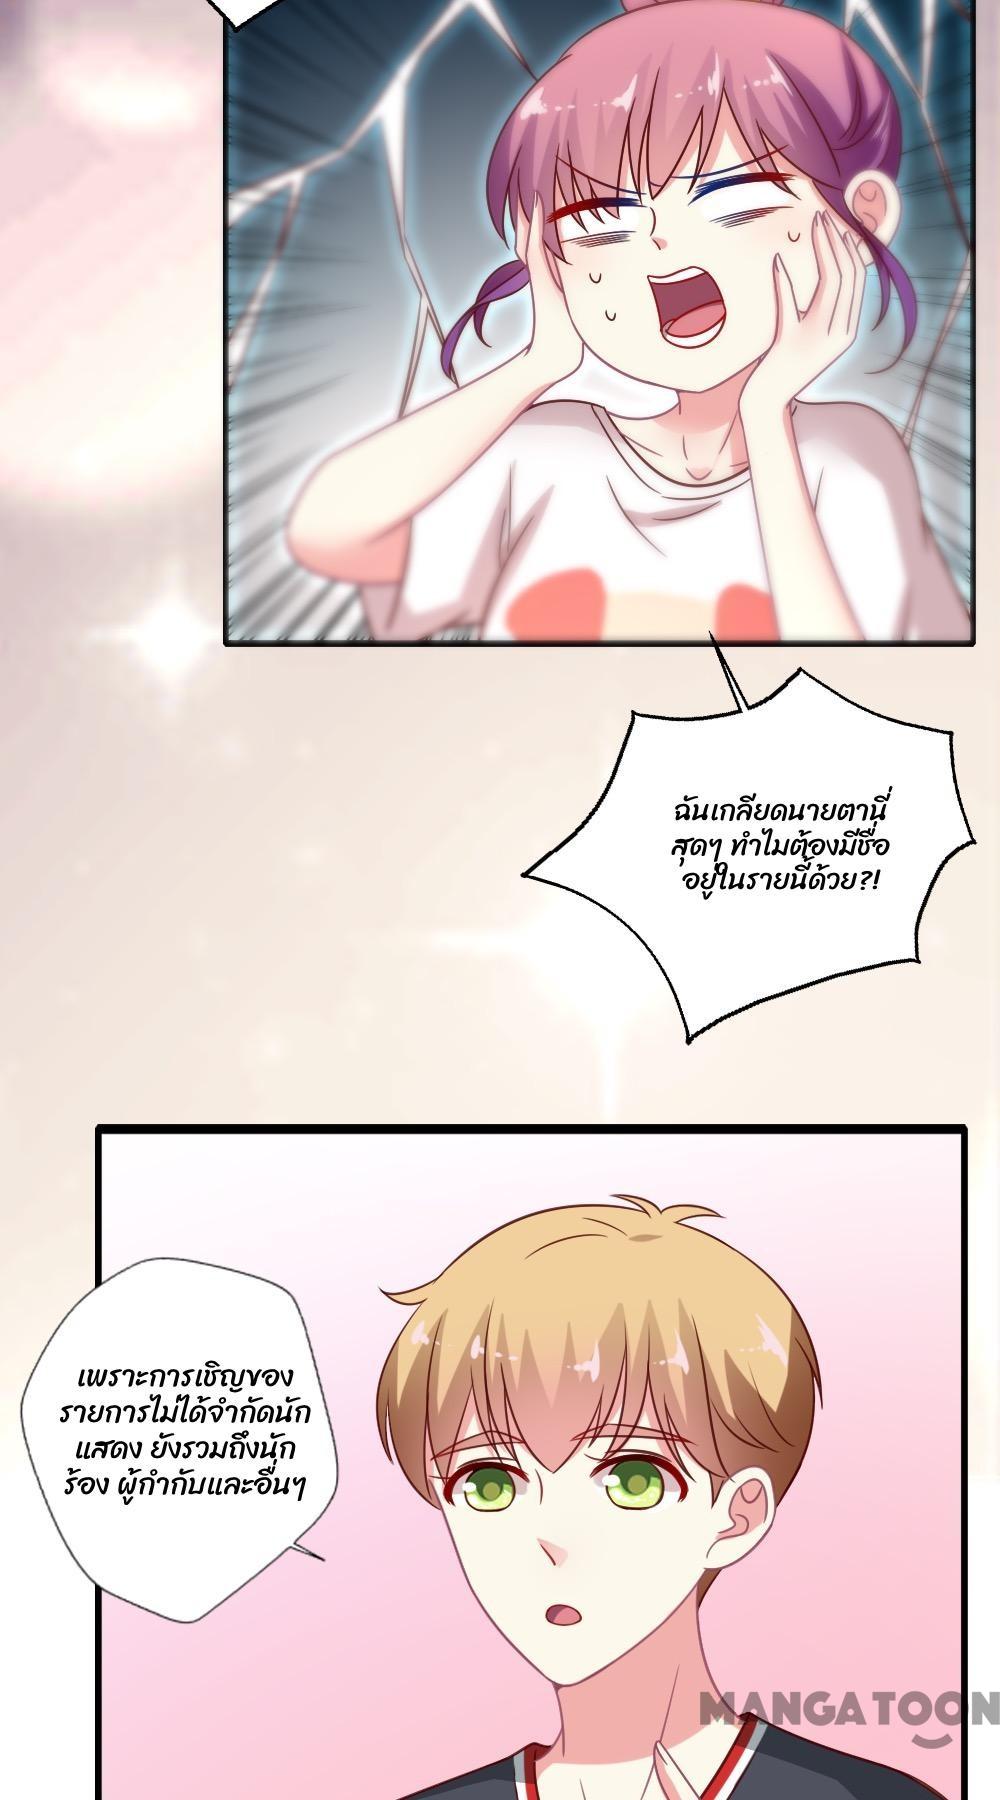 ฉันเกลียดนายตานี่
สุดๆ ทำไมต้องมีชื่อ
อยู่ในรายนี้ด้วย?!
เพราะการเชิญของ
รายการไม่ได้จำกัดนัก
แสดง ยังรวมถึงนัก
ร้อง ผู้กำกับและอื่นๆ
MANGATOON